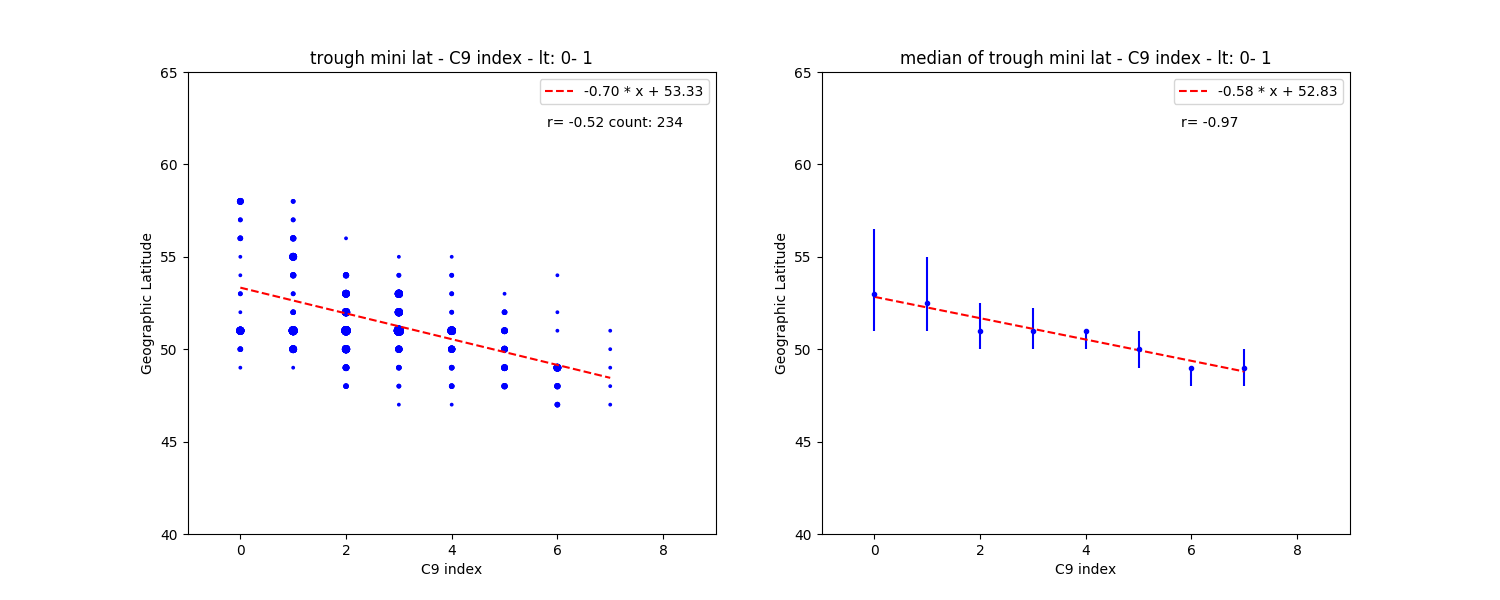 trough mini lat - C9 index - lt: 0- 1
65
60
55
50
45
40
0
2
4
6
8
C9 index
Geographic Latitude
-0.70 * x + 53.33
r= -0.52 count: 234
median of trough mini lat - C9 index - lt: 0- 1
65
60
55
50
45
40
0
2
4
6
8
C9 index
Geographic Latitude
-0.58 * x + 52.83
r= -0.97